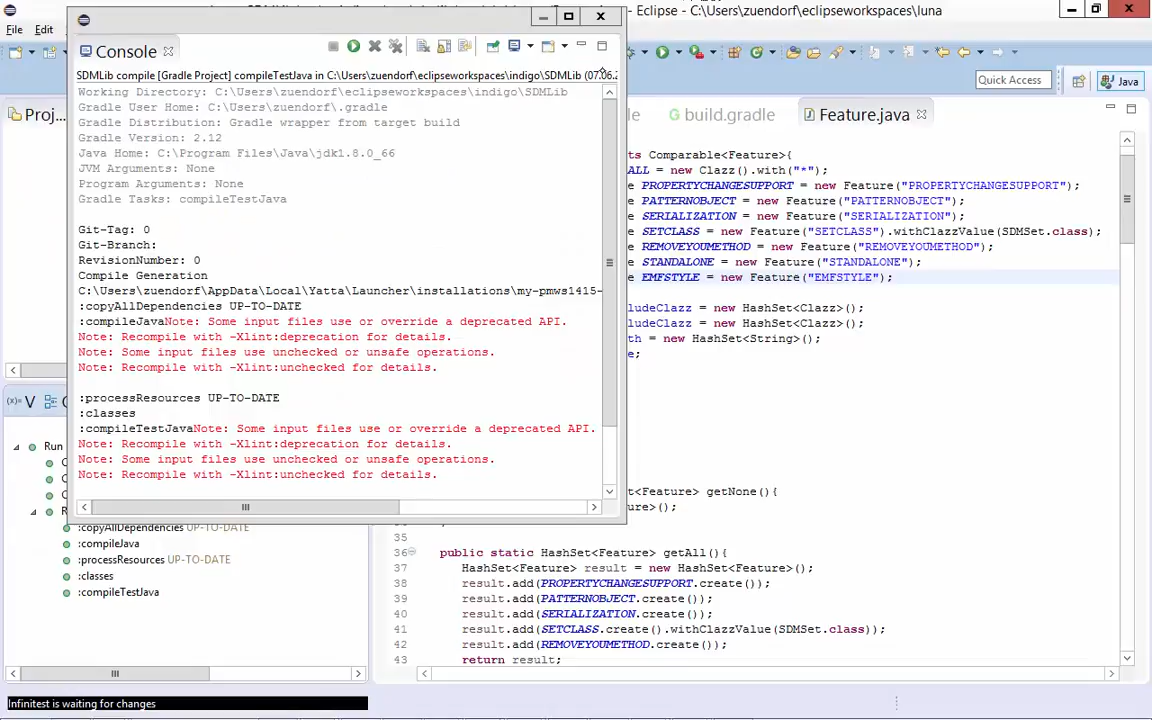 - Eclipse - C:\Users\zuendorf\eclipseworkspaces\luna
File Edit
Quick Access
Java
Proj...
build.gradle
Feature.java
Console
SDMLib compile [Gradle Project] compileTestJava in C:\Users\zuendorf\eclipseworkspaces\indigo\SDMLib (07.06.2
Working Directory: C:\Users\zuendorf\eclipseworkspaces\indigo\SDMLib
Gradle User Home: C:\Users\zuendorf\.gradle
Gradle Distribution: Gradle wrapper from target build
Gradle Version: 2.12
Java Home: C:\Program Files\Java\jdk1.8.0_66
JVM Arguments: None
Program Arguments: None
Gradle Tasks: compileTestJava
Git-Tag: 0
Git-Branch:
RevisionNumber: 0
Compile Generation
C:\Users\zuendorf\AppData\Local\Yatta\Launcher\installations\my-pmws1415-
:copyAllDependencies UP-TO-DATE
:compileJavaNote: Some input files use or override a deprecated API.
Note: Recompile with -Xlint:deprecation for details.
Note: Some input files use unchecked or unsafe operations.
Note: Recompile with -Xlint:unchecked for details.
:processResources UP-TO-DATE
:classes
:compileTestJavaNote: Some input files use or override a deprecated API.
Note: Recompile with -Xlint:deprecation for details.
Note: Some input files use unchecked or unsafe operations.
Note: Recompile with -Xlint:unchecked for details.
ts Comparable<Feature>{
ALL = new Clazz().with("*");
e PROPERTYCHANGESUPPORT = new Feature("PROPERTYCHANGESUPPORT");
e PATTERNOBJECT = new Feature("PATTERNOBJECT");
e SERIALIZATION = new Feature("SERIALIZATION");
e SETCLASS = new Feature("SETCLASS").withClazzValue(SDMSet.class);
e REMOVEYOUMETHOD = new Feature("REMOVEYOUMETHOD");
e STANDALONE = new Feature("STANDALONE");
e EMFSTYLE = new Feature("EMFSTYLE");
ludeClazz = new HashSet<Clazz>();
ludeClazz = new HashSet<Clazz>();
th = new HashSet<String>();
e;
t<Feature> getNone(){
ture>();
35
36 public static HashSet<Feature> getAll(){
37 HashSet<Feature> result = new HashSet<Feature>();
38 result.add(PROPERTYCHANGESUPPORT.create());
39 result.add(PATTERNOBJECT.create());
40 result.add(SERIALIZATION.create());
41 result.add(SETCLASS.create().withClazzValue(SDMSet.class));
42 result.add(REMOVEYOUMETHOD.create());
43 return result;
(x)= V
Run
:copyAllDependencies UP-TO-DATE
:compileJava
:processResources UP-TO-DATE
:classes
:compileTestJava
Infinitest is waiting for changes